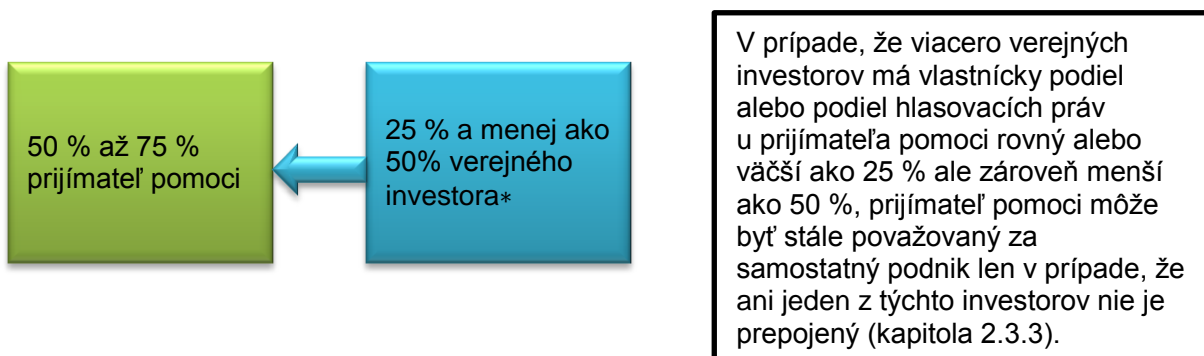 50 % až 75 %
prijímateľ pomoci
25 % a menej ako
50% verejného
investora*
V prípade, že viacero verejných
investorov má vlastnícky podiel
alebo podiel hlasovacích práv
u prijímateľa pomoci rovný alebo
väčší ako 25 % ale zároveň menší
ako 50 %, prijímateľ pomoci môže
byť stále považovaný za
samostatný podnik len v prípade, že
ani jeden z týchto investorov nie je
prepojený (kapitola 2.3.3).